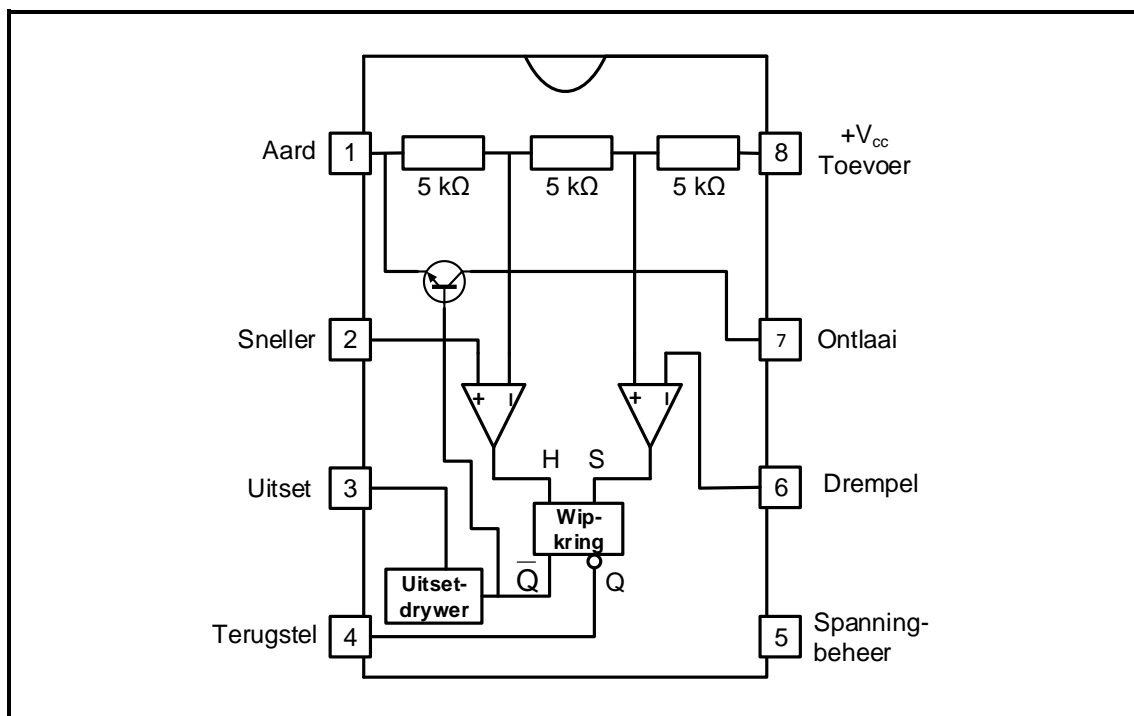 Aard
1
5 kΩ
5 kΩ
5 kΩ
8
+Vcc
Toevoer
Sneller
2
7
Ontlaai
+ –
+ –
H
S
Uitset
3
6
Drempel
Wip-
kring
Q̅
Q
Uitset-
drywer
Terugstel
4
5
Spanning-
beheer